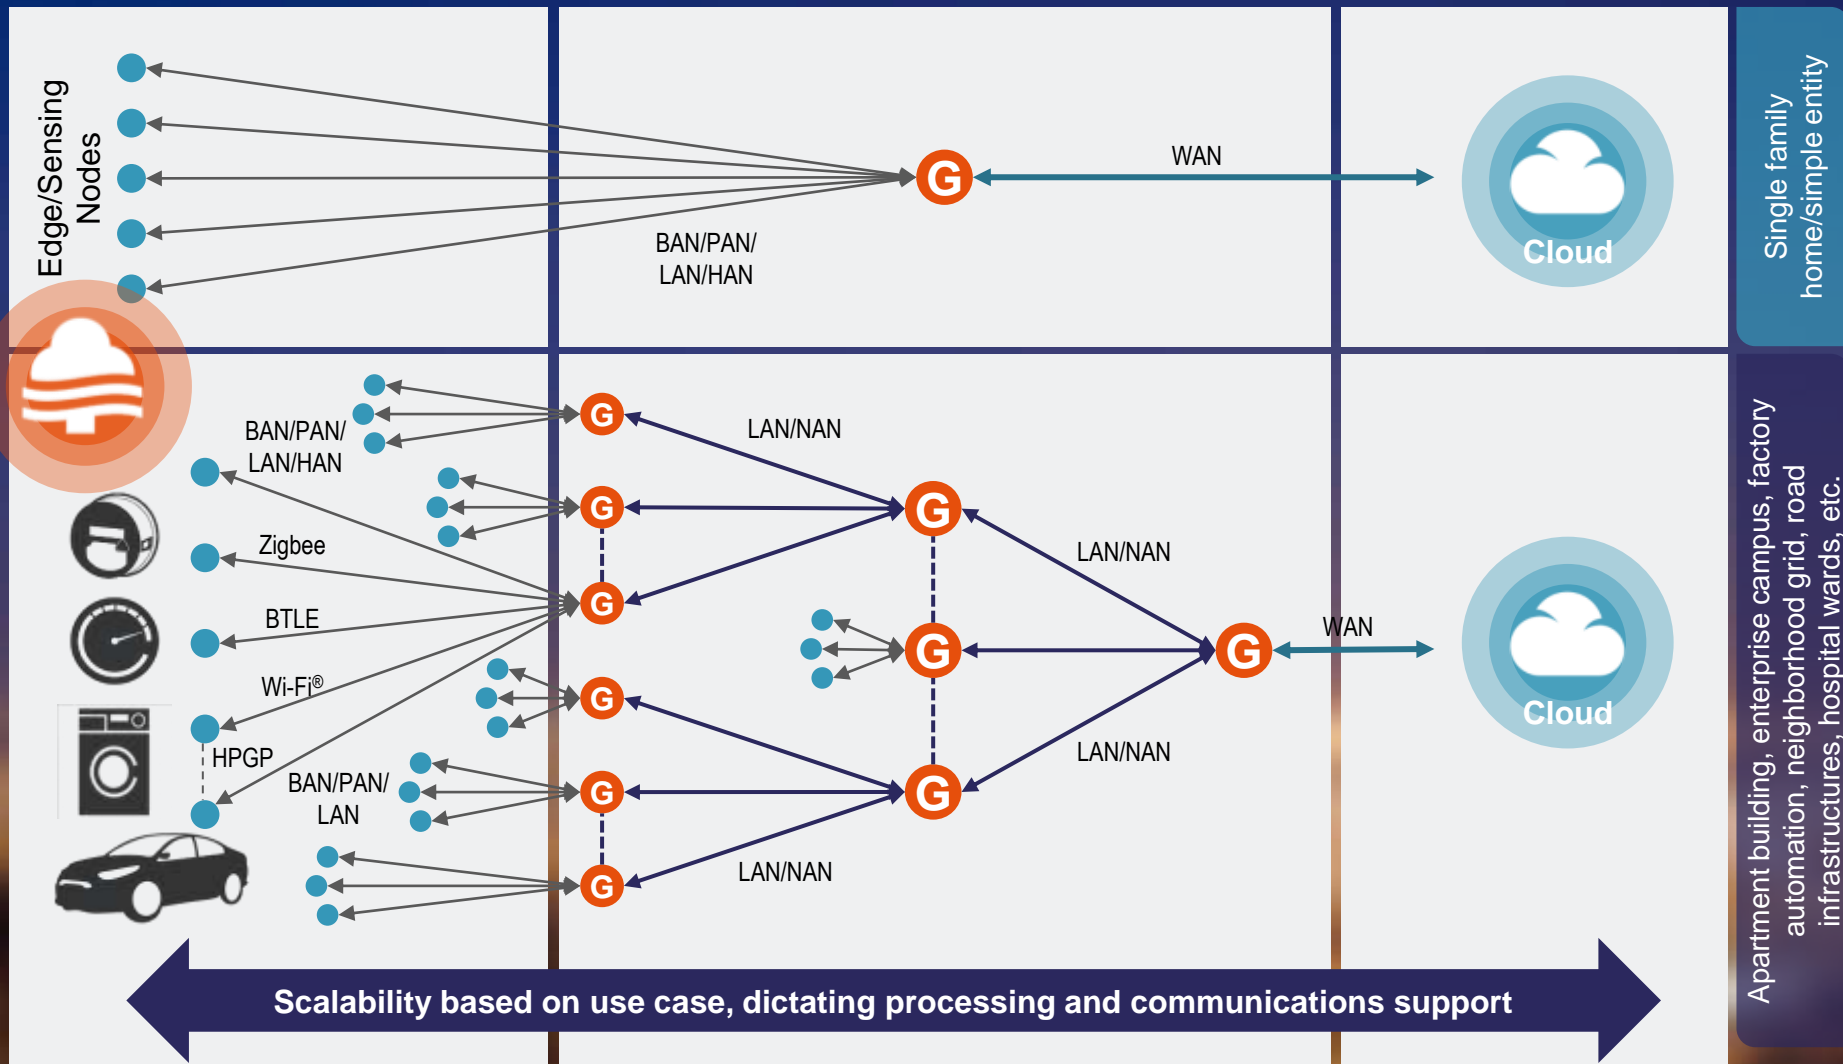 Edge/Sensing
Nodes
G
WAN
BAN/PAN/
LAN/HAN
Cloud
Single family
home/simple entity
BAN/PAN/
LAN/HAN
Zigbee
BTLE
Wi-Fi®
HPGP
BAN/PAN/
LAN
G
G
G
G
G
G
LAN/NAN
LAN/NAN
G
G
G
LAN/NAN
LAN/NAN
G
WAN
Cloud
Apartment building, enterprise campus, factory
automation, neighborhood grid, road
infrastructures, hospital wards, etc.
Scalability based on use case, dictating processing and communications support